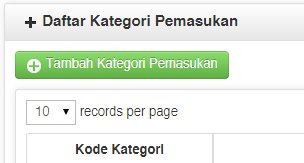 Daftar Kategori Pemasukan
Tambah Kategori Pemasukan
10 records per page
Kode Kategori